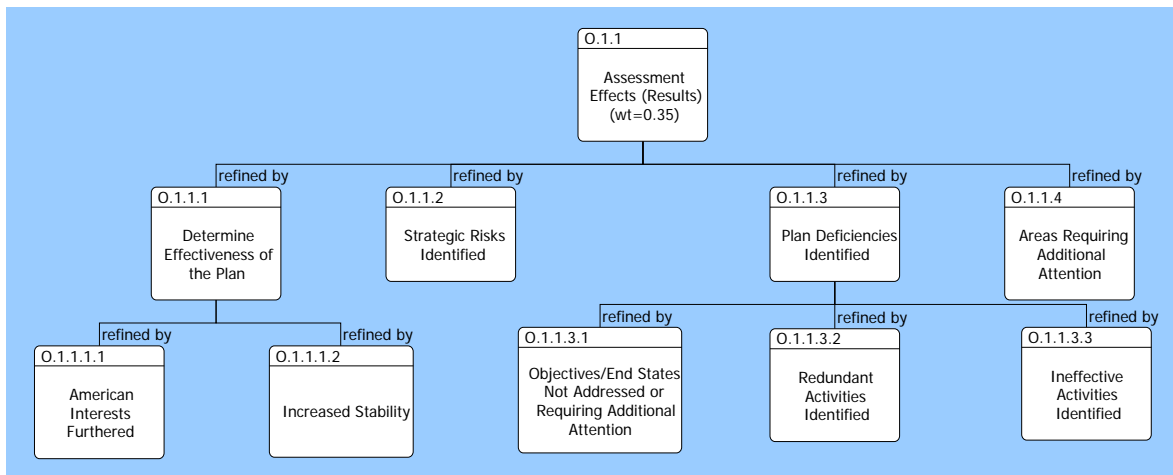 O.1.1
Assessment
Effects (Results)
(wt=0.35)
refined by
refined by
refined by
refined by
O.1.1.1
Determine
Effectiveness of
the Plan
O.1.1.2
Strategic Risks
Identified
O.1.1.3
Plan Deficiencies
Identified
O.1.1.4
Areas Requiring
Additional
Attention
refined by
refined by
refined by
refined by
refined by
O.1.1.1.1
American
Interests
Furthered
O.1.1.1.2
Increased Stability
O.1.1.3.1
Objectives/End States
Not Addressed or
Requiring Additional
Attention
O.1.1.3.2
Redundant
Activities
Identified
O.1.1.3.3
Ineffective
Activities
Identified